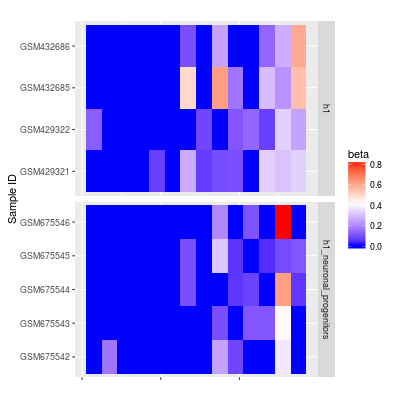 GSM432686
GSM432685
GSM429322
GSM429321
h1
Sample ID
GSM675546
GSM675545
GSM675544
GSM675543
GSM675542
h1_neuronal_progenitors
beta
0.8
0.6
0.4
0.2
0.0